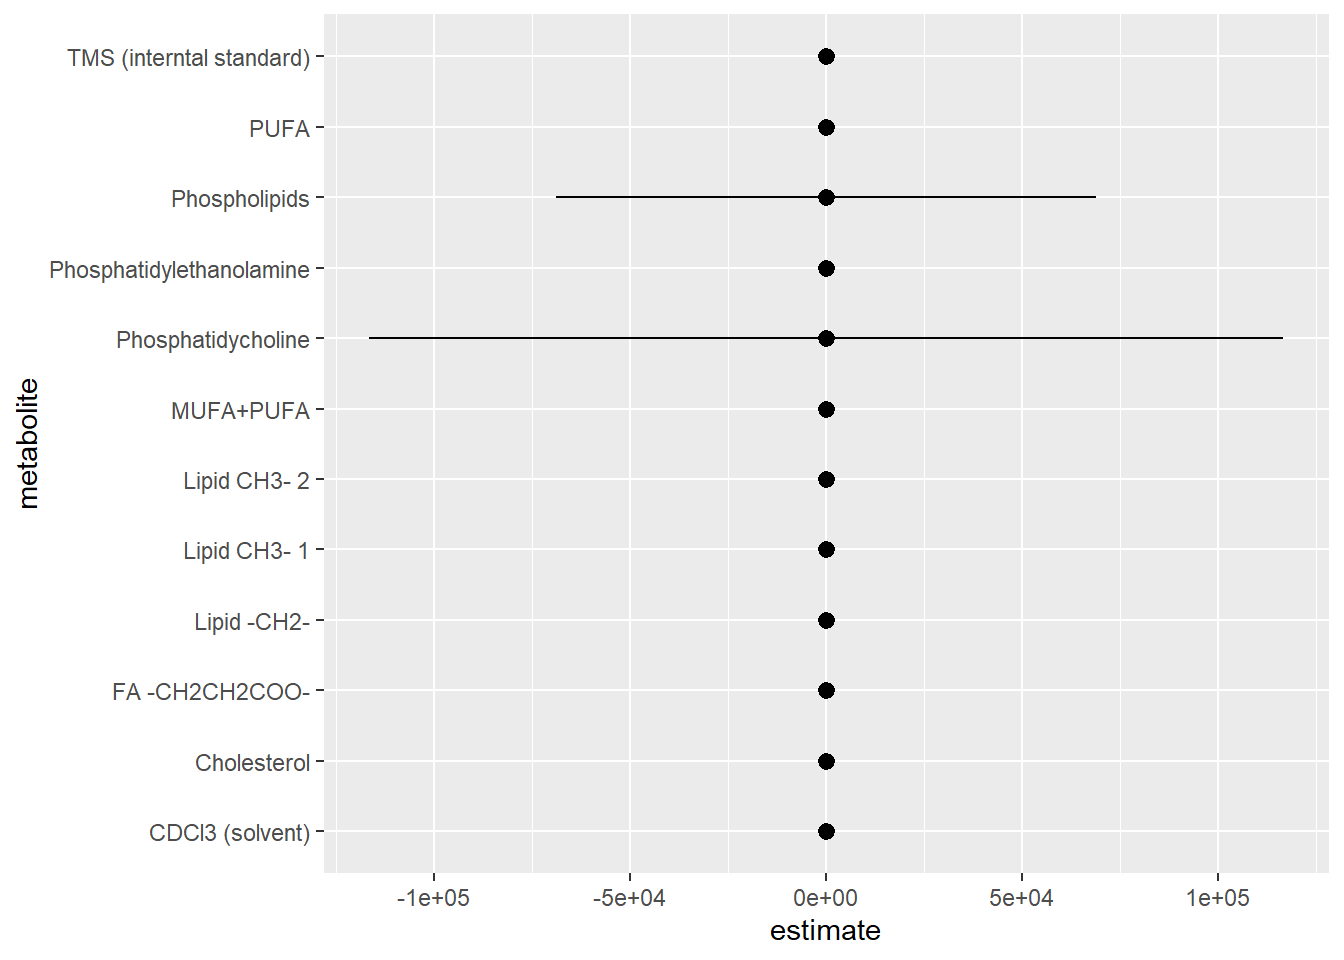 TMS (interntal standard)
PUFA
Phospholipids
Phosphatidylethanolamine
Phosphatidycholine
MUFA+PUFA
Lipid CH3- 2
Lipid CH3- 1
Lipid -CH2-
FA -CH2CH2COO-
Cholesterol
CDCl3 (solvent)
metabolite
-1e+05 -5e+04 0e+00 5e+04 1e+05
estimate